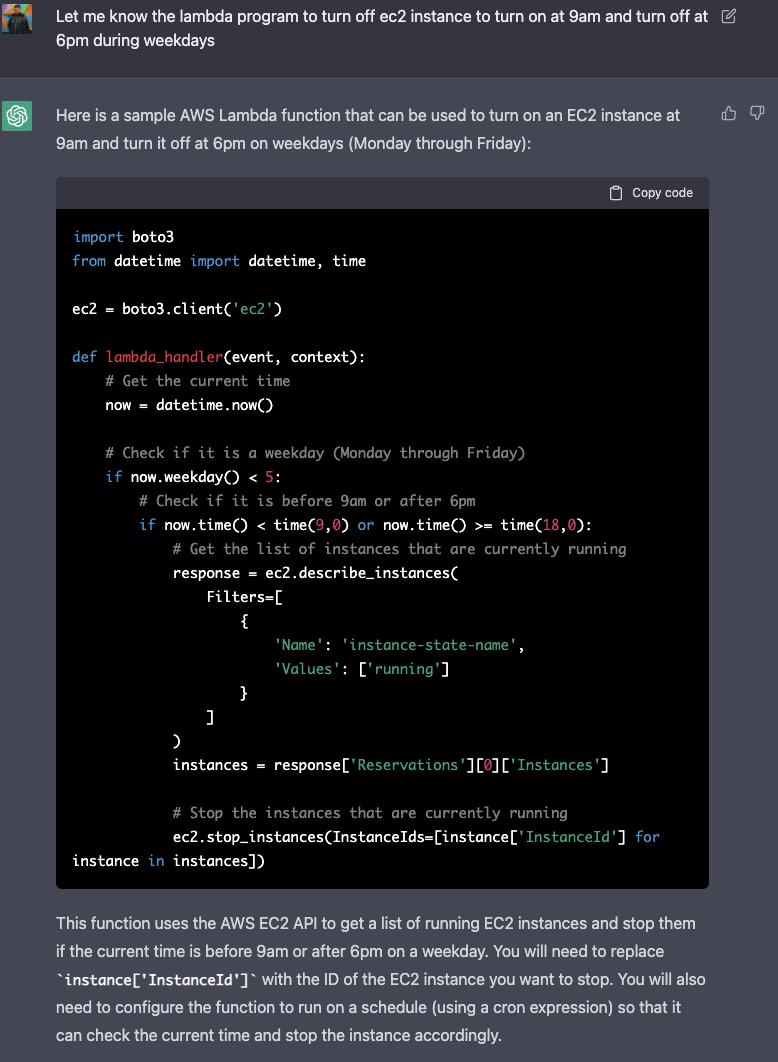 Let me know the lambda program to turn off ec2 instance to turn on at 9am and turn off at
6pm during weekdays
Here is a sample AWS Lambda function that can be used to turn on an EC2 instance at
9am and turn it off at 6pm on weekdays (Monday through Friday):
Copy code
import boto3
from datetime import datetime, time

ec2 = boto3.client('ec2')

def lambda_handler(event, context):
    # Get the current time
    now = datetime.now()

    # Check if it is a weekday (Monday through Friday)
    if now.weekday() < 5:
        # Check if it is before 9am or after 6pm
        if now.time() < time(9,0) or now.time() >= time(18,0):
            # Get the list of instances that are currently running
            response = ec2.describe_instances(
                Filters=[
                    {
                        'Name': 'instance-state-name',
                        'Values': ['running']
                    }
                ]
            )
            instances = response['Reservations'][0]['Instances']

            # Stop the instances that are currently running
            ec2.stop_instances(InstanceIds=[instance['InstanceId'] for
instance in instances])
This function uses the AWS EC2 API to get a list of running EC2 instances and stop them
if the current time is before 9am or after 6pm on a weekday. You will need to replace
`instance['InstanceId']` with the ID of the EC2 instance you want to stop. You will also
need to configure the function to run on a schedule (using a cron expression) so that it
can check the current time and stop the instance accordingly.